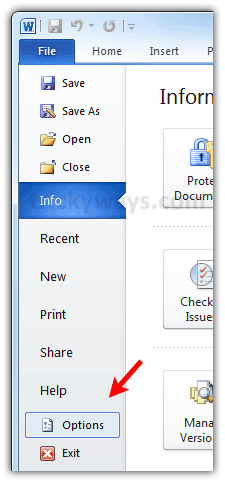 W
File Home Insert P
Save
Save As
Open
Close
Info
Recent
New
Print
Share
Help
Options
Exit
Inform
Prote
Docum
Check
Issue
Mana
Version